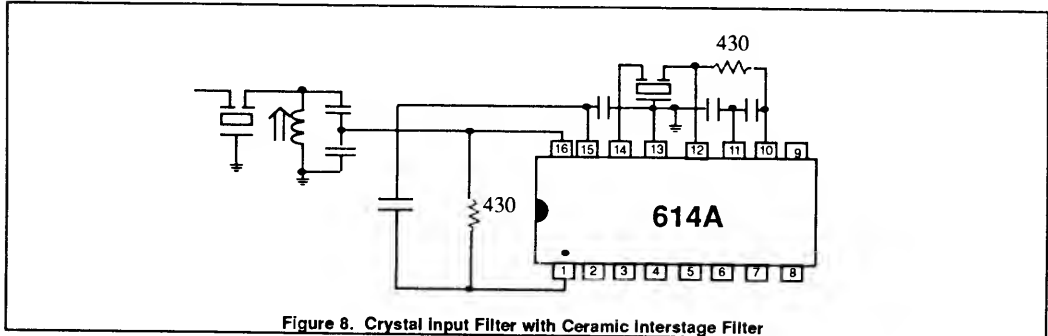 430
16 15 14 13 12 11 10 9
430
614A
1 2 3 4 5 6 7 8
Figure 8. Crystal Input Filter with Ceramic Interstage Filter